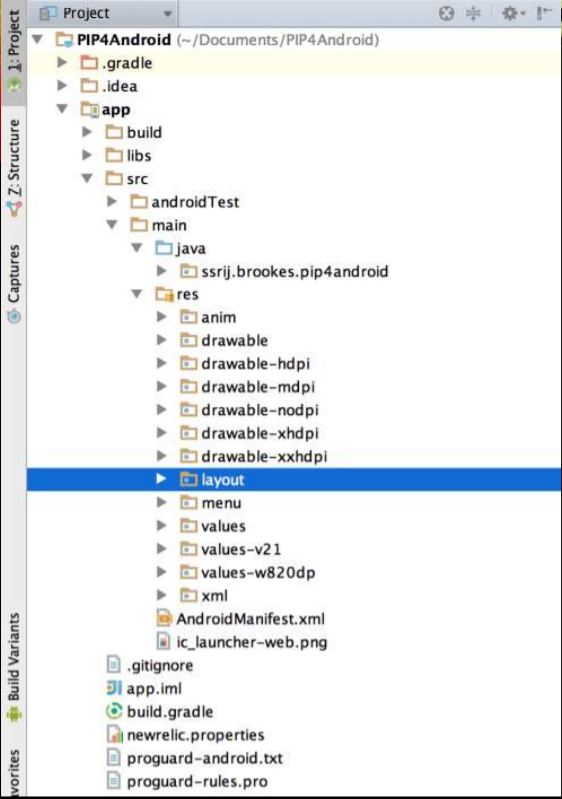 Project
PIP4Android (~/Documents/PIP4Android)
.gradle
.idea
app
build
libs
src
androidTest
main
java
ssrij.brookes.pip4android
res
anim
drawable
drawable-hdpi
drawable-mdpi
drawable-nodpi
drawable-xhdpi
drawable-xxhdpi
layout
menu
values
values-v21
values-w820dp
xml
AndroidManifest.xml
ic_launcher-web.png
.gitignore
app.iml
build.gradle
newrelic.properties
proguard-android.txt
proguard-rules.pro
1: Project
Z: Structure
Captures
Build Variants
avorites